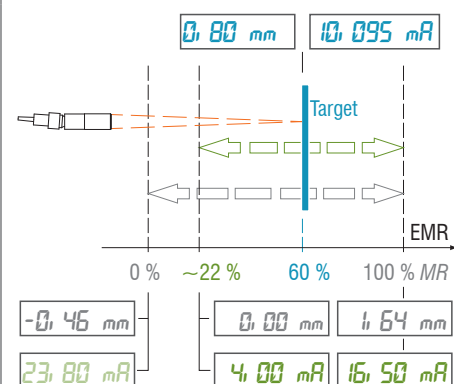 0,80 mm 10,095 mA
Target
EMR
0 % ~22 % 60 % 100 % MR
-0,46 mm 0,00 mm 1,64 mm
23,80 mA 4,00 mA 16,50 mA